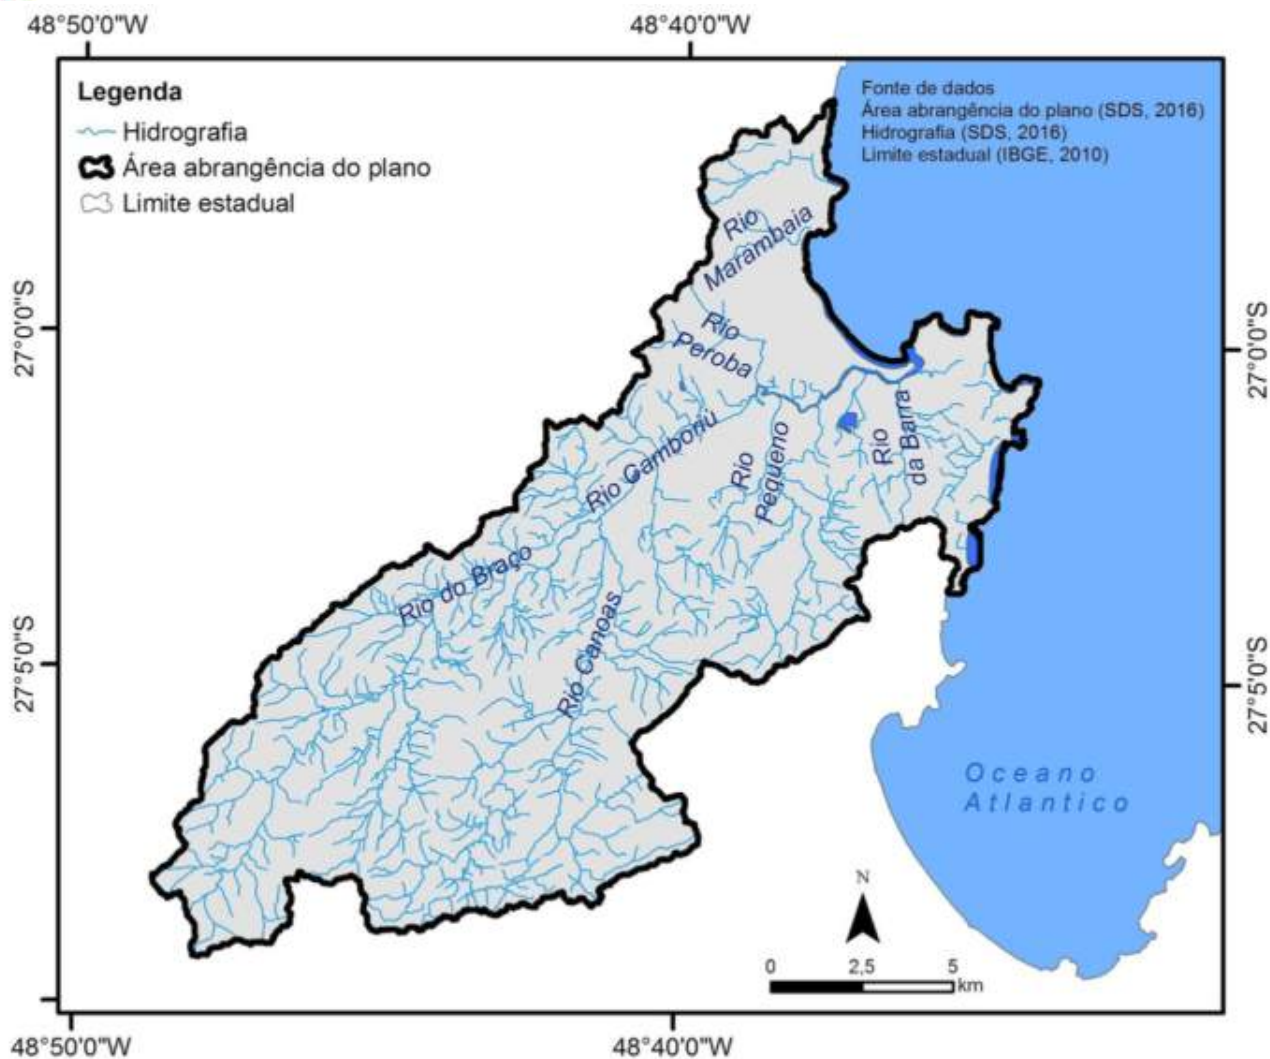 48°50'0"W
48°40'0"W
Legenda
Hidrografia
Área abrangência do plano
Limite estadual
Fonte de dados
Área abrangência do plano (SDS, 2016)
Hidrografia (SDS, 2016)
Limite estadual (IBGE, 2010)
Rio
Marambaia
27°0'0"S
27°0'0"S
Rio
Peroba
Rio Camboriú
Rio
Pequeno
Rio
da Barra
Rio do Braço
Rio Canoas
27°5'0"S
27°5'0"S
Oceano
Atlantico
N
0 2,5 5
km
48°50'0"W
48°40'0"W